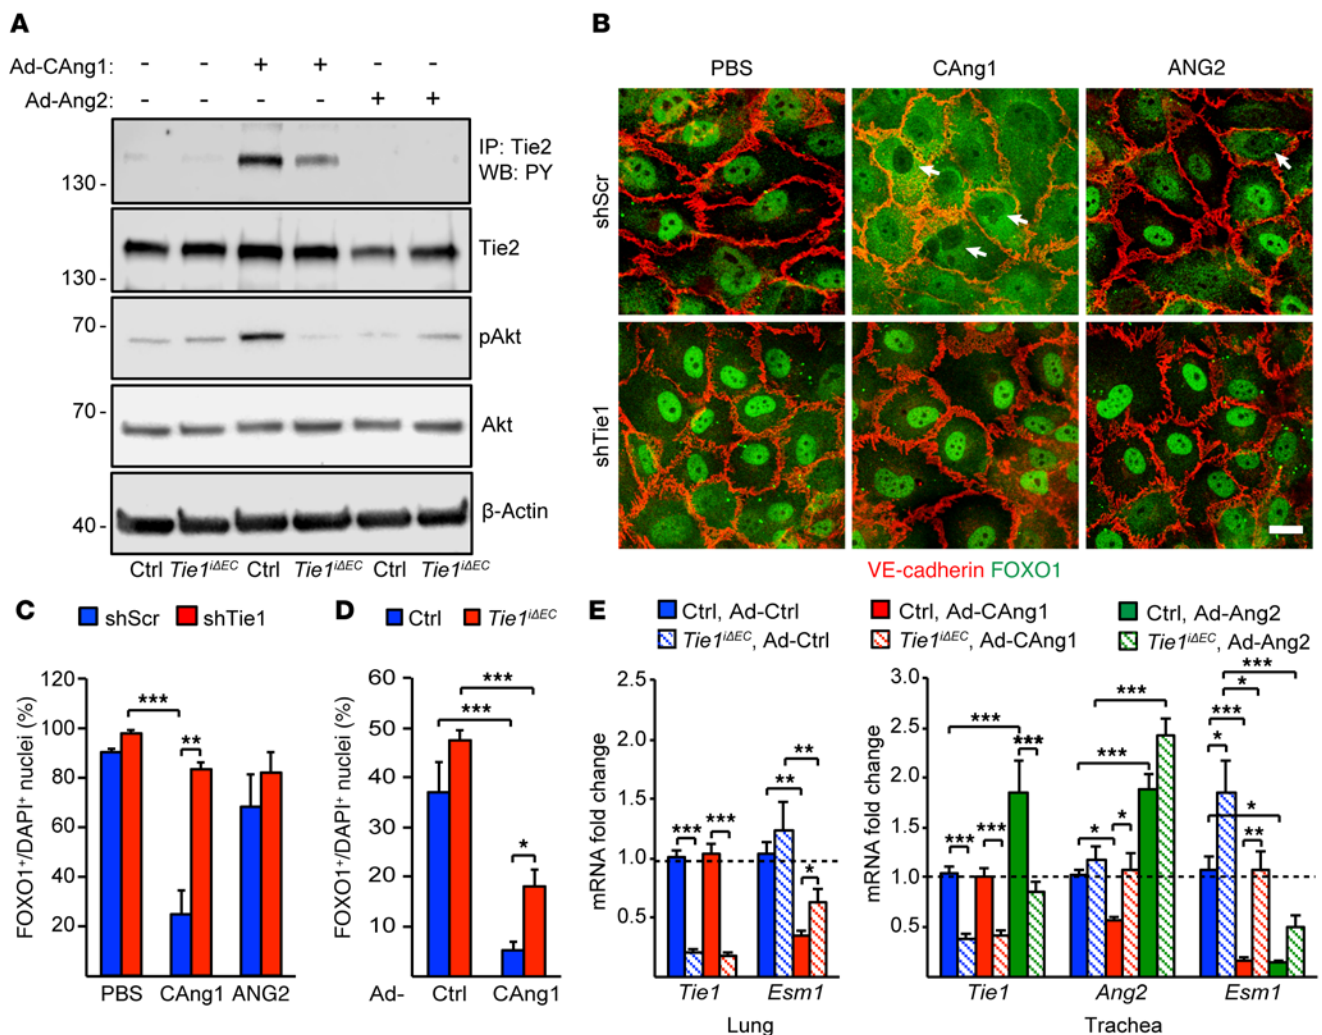 A
Ad-CAng1: - - + + - -
Ad-Ang2: - - - - + +
IP: Tie2
WB: PY
130 -
Tie2
130 -
70 -
pAkt
70 -
Akt
β-Actin
40 -
Ctrl Tie1iΔEC Ctrl Tie1iΔEC Ctrl Tie1iΔEC
B
PBS CAng1 ANG2
shScr
shTie1
VE-cadherin FOXO1
C
shScr shTie1
FOXO1+/DAPI+ nuclei (%)
120
100
80
60
40
20
*** **
PBS CAng1 ANG2
D
Ctrl Tie1iΔEC
FOXO1+/DAPI+ nuclei (%)
60
50
40
30
20
10
***
***
*
Ad- Ctrl CAng1
E
Ctrl, Ad-Ctrl Ctrl, Ad-CAng1 Ctrl, Ad-Ang2
Tie1iΔEC, Ad-Ctrl Tie1iΔEC, Ad-CAng1 Tie1iΔEC, Ad-Ang2
mRNA fold change
2.5
2.0
1.5
1.0
0.5
**
**
*** ***
*
Tie1 Esm1
Lung
mRNA fold change
3.0
2.5
2.0
1.5
1.0
0.5
*** *** *** ***
*** *** * *
*** *
* *
*
**
Tie1 Ang2 Esm1
Trachea